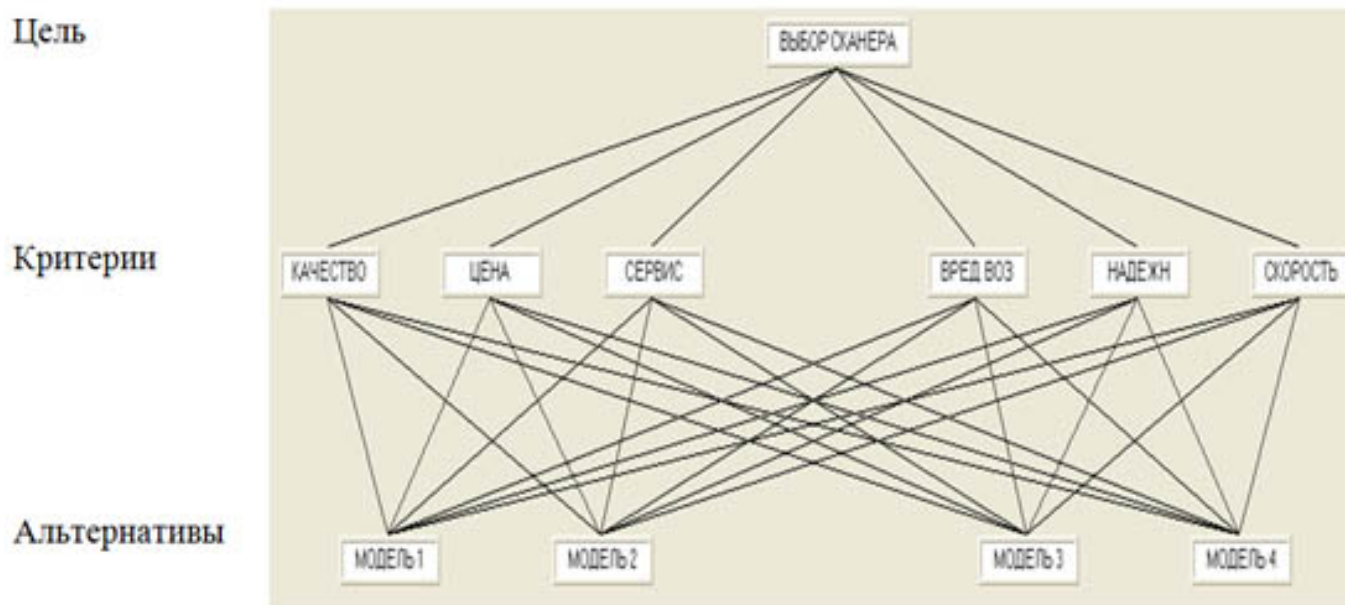 Цель
ВЫБОР СКАНЕРА
Критерии
КАЧЕСТВО
ЦЕНА
СЕРВИС
ВРЕД ВОЗ
НАДЕЖН
СКОРОСТЬ
Альтернативы
МОДЕЛЬ 1
МОДЕЛЬ 2
МОДЕЛЬ 3
МОДЕЛЬ 4